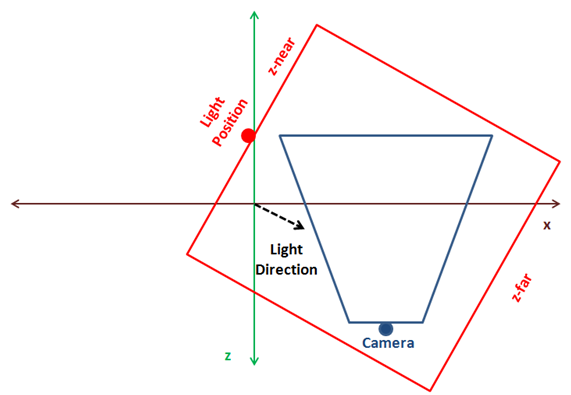 z-near
Light
Position
x
Light
Direction
z-far
z
Camera